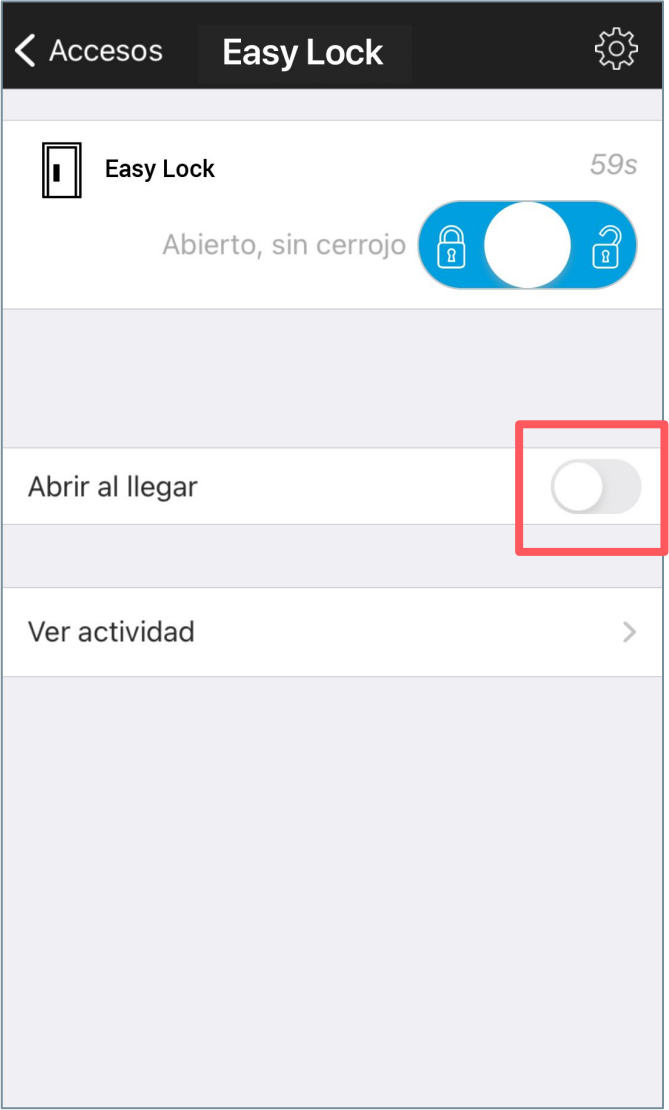 Accesos
Easy Lock
Easy Lock
59s
Abierto, sin cerrojo
Abrir al llegar
Ver actividad